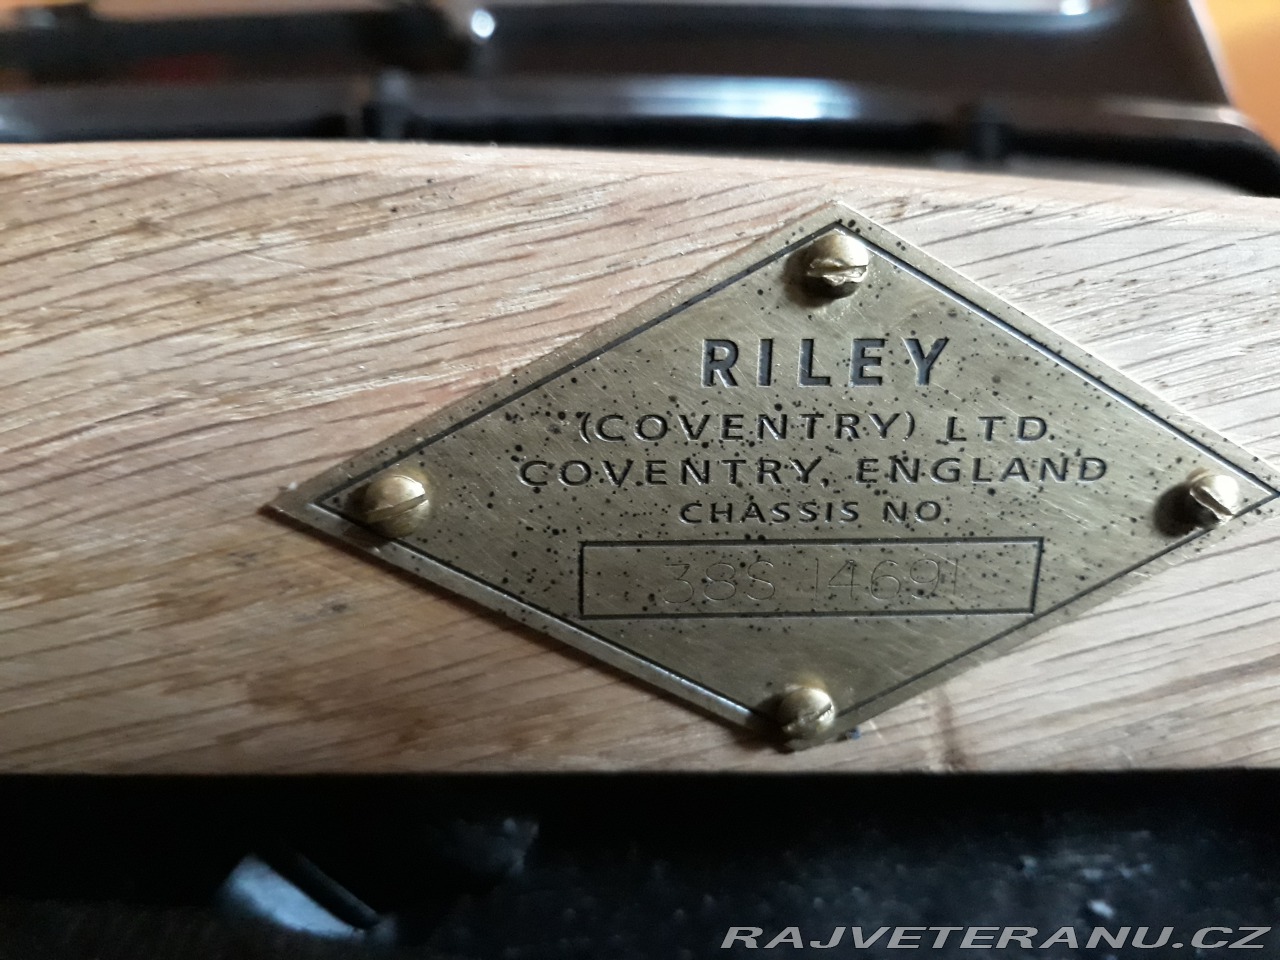 RILEY
(COVENTRY) LTD.
COVENTRY, ENGLAND
CHASSIS NO.
38S 14691
RAJVETERANU.CZ